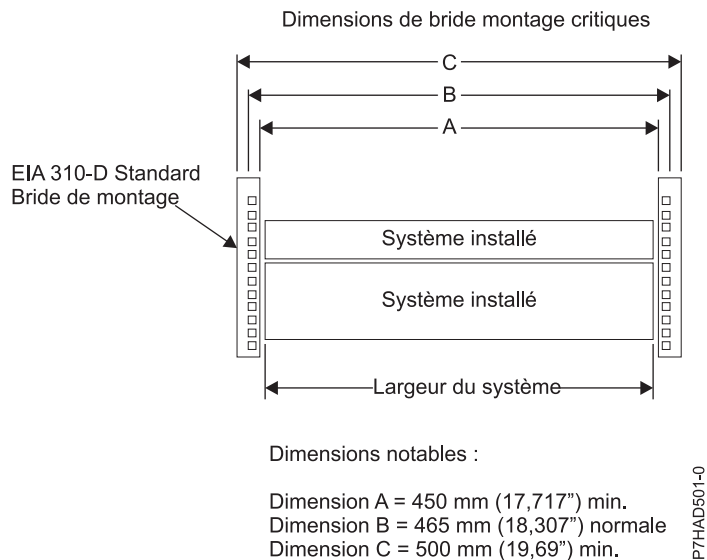 Dimensions de bride montage critiques
C
B
A
EIA 310-D Standard
Bride de montage
Système installé
Système installé
Largeur du système
Dimensions notables :
Dimension A = 450 mm (17,717”) min.
Dimension B = 465 mm (18,307”) normale
Dimension C = 500 mm (19,69”) min.
P7HAD501-0